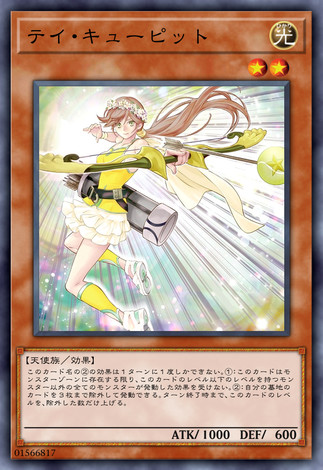 テイ・キューピット
光
【天使族／効果】
このカード名の②の効果は１ターンに１度しかできない。①：このカードはモ
ンスターゾーンに存在する限り、このカードのレベル以下のレベルを持つモン
スター以外の全てのモンスターが発動した効果を受けない。②：自分の墓地の
カードを３枚まで除外して発動できる。ターン終了時まで、このカードのレベ
ルを、除外した数だけ上げる。
ATK/ 1000 DEF/ 600
01566817